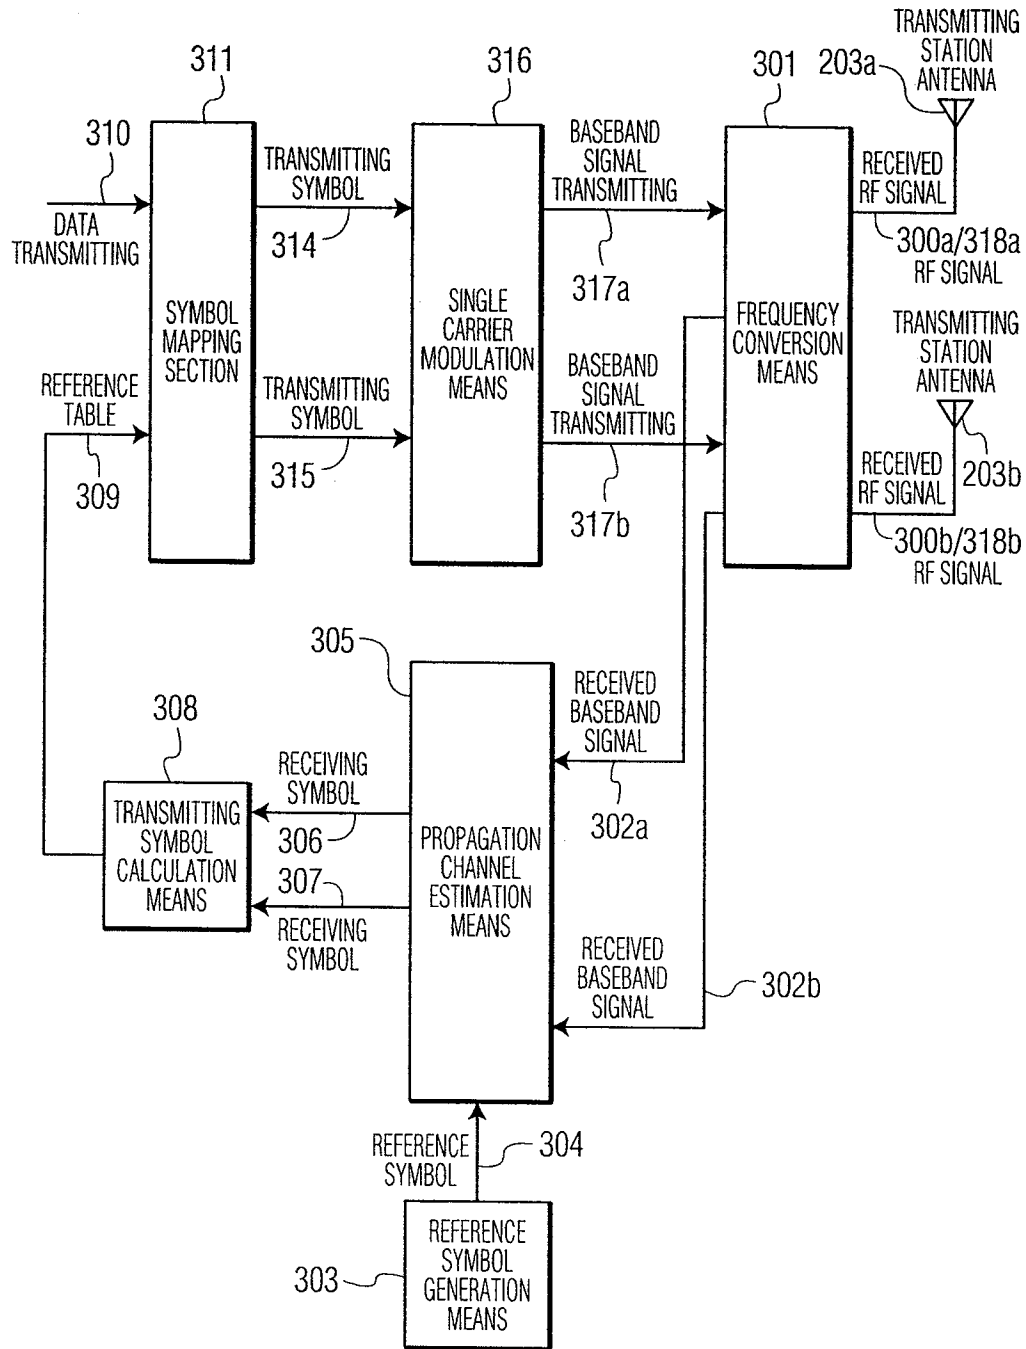 TRANSMITTING
STATION
ANTENNA
203a
311
316
301
310
DATA
TRANSMITTING
SYMBOL
MAPPING
SECTION
TRANSMITTING
SYMBOL
314
SINGLE
CARRIER
MODULATION
MEANS
BASEBAND
SIGNAL
TRANSMITTING
317a
FREQUENCY
CONVERSION
MEANS
RECEIVED
RF SIGNAL
300a/318a
RF SIGNAL
TRANSMITTING
STATION
ANTENNA
203b
REFERENCE
TABLE
309
TRANSMITTING
SYMBOL
315
BASEBAND
SIGNAL
TRANSMITTING
317b
RECEIVED
RF SIGNAL
300b/318b
RF SIGNAL
305
308
TRANSMITTING
SYMBOL
CALCULATION
MEANS
RECEIVING
SYMBOL
306
307
RECEIVING
SYMBOL
PROPAGATION
CHANNEL
ESTIMATION
MEANS
RECEIVED
BASEBAND
SIGNAL
302a
RECEIVED
BASEBAND
SIGNAL
302b
REFERENCE
SYMBOL
304
303
REFERENCE
SYMBOL
GENERATION
MEANS